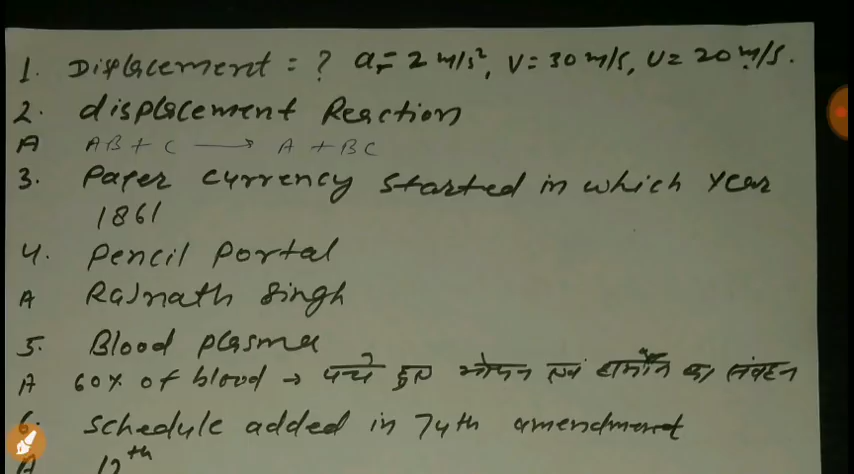 1. Displacement = ? a = 2 m/s², V = 30 m/s, U = 20 m/s.
2. displacement Reaction
A AB + C → A + BC
3. Paper currency started in which year
1861
4. Pencil Portal
A Rajnath Singh
5. Blood plasma
A 60% of blood → पचे हुए भोजन एवं हार्मोन का संवहन
6. Schedule added in 74th amendment
A 12th